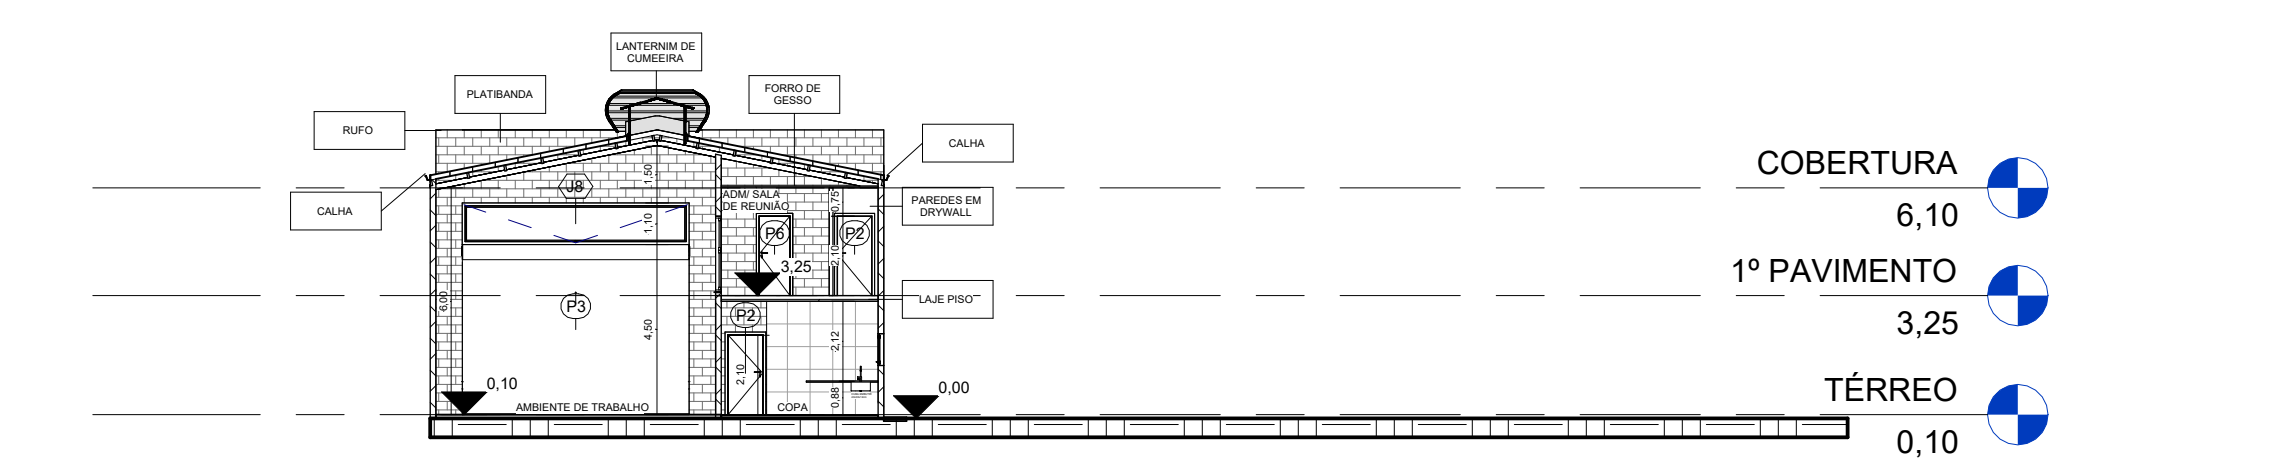 LANTERNIM DE
CUMEEIRA
PLATIBANDA
FORRO DE
GESSO
RUFO
CALHA
CALHA
PAREDES EM
DRYWALL
LAJE PISO
J8
1,50
1,10
4,50
6,00
P3
ADM/ SALA
DE REUNIÃO
0,75
P6
P2
2,10
3,25
P2
2,10
2,12
0,88
0,10
AMBIENTE DE TRABALHO
COPA
0,00
COBERTURA
6,10
1º PAVIMENTO
3,25
TÉRREO
0,10